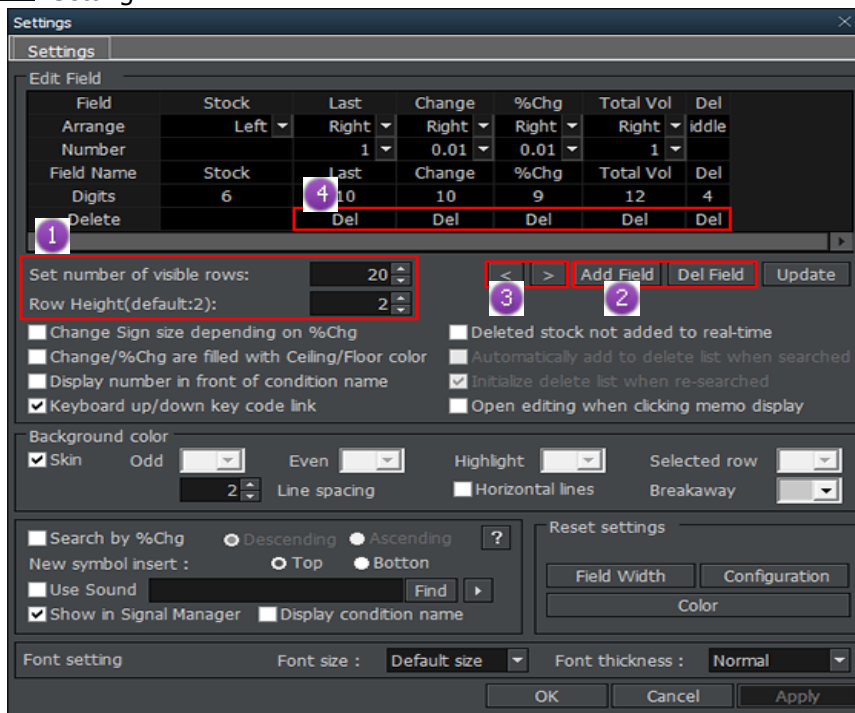 Settings
Settings
Edit Field
Field Stock Last Change %Chg Total Vol Del
Arrange Left Right Right Right Right iddle
Number 1 0.01 0.01 1
Field Name Stock Last Change %Chg Total Vol Del
Digits 6 4 10 10 9 12 4
Delete Del Del Del Del Del
1
Set number of visible rows: 20 < > Add Field Del Field Update
Row Height(default:2): 2 3 2
Change Sign size depending on %Chg Deleted stock not added to real-time
Change/%Chg are filled with Ceiling/Floor color Automatically add to delete list when searched
Display number in front of condition name Initialize delete list when re-searched
Keyboard up/down key code link Open editing when clicking memo display
Background color
Skin Odd Even Highlight Selected row
2 Line spacing Horizontal lines Breakaway
Search by %Chg Descending Ascending ? Reset settings
New symbol insert : Top Botton
Field Width Configuration
Use Sound Find
Color
Show in Signal Manager Display condition name
Font setting Font size : Default size Font thickness : Normal
OK Cancel Apply